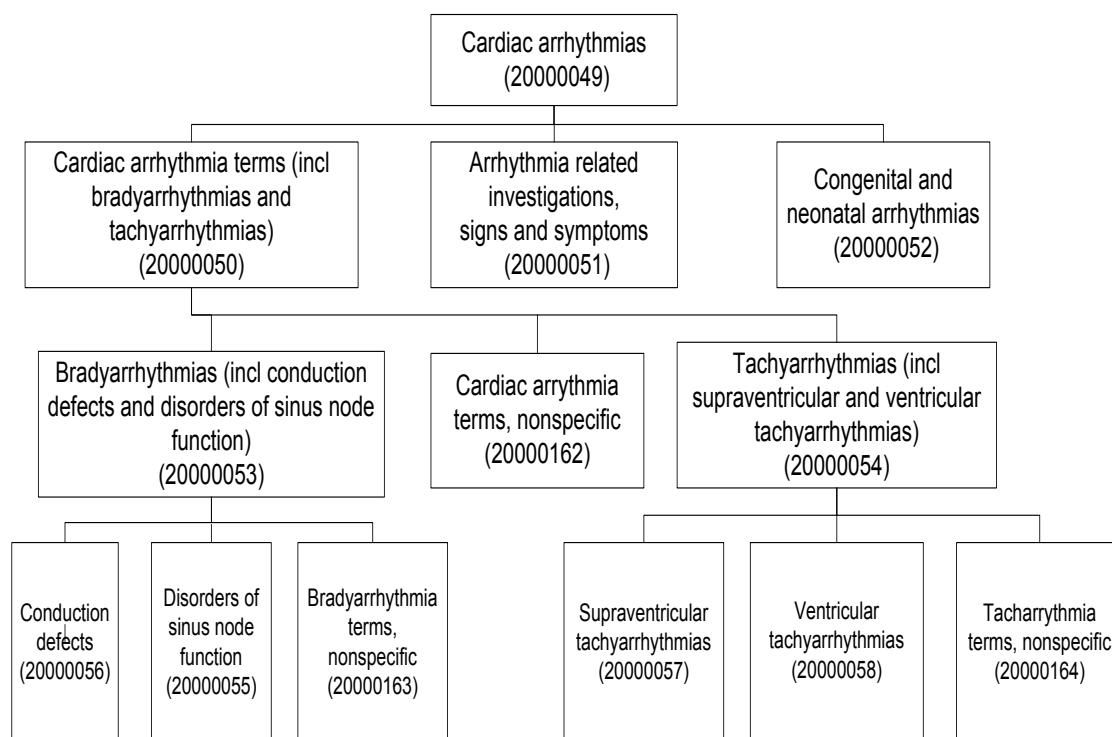 Cardiac arrhythmias
(20000049)
Cardiac arrhythmia terms (incl
bradyarrhythmias and
tachyarrhythmias)
(20000050)
Arrhythmia related
investigations,
signs and symptoms
(20000051)
Congenital and
neonatal arrhythmias
(20000052)
Bradyarrhythmias (incl conduction
defects and disorders of sinus node
function)
(20000053)
Cardiac arrythmia
terms, nonspecific
(20000162)
Tachyarrhythmias (incl
supraventricular and ventricular
tachyarrhythmias)
(20000054)
Conduction
defects
(20000056)
Disorders of
sinus node
function
(20000055)
Bradyarrhythmia
terms,
nonspecific
(20000163)
Supraventricular
tachyarrhythmias
(20000057)
Ventricular
tachyarrhythmias
(20000058)
Tacharrythmia
terms, nonspecific
(20000164)